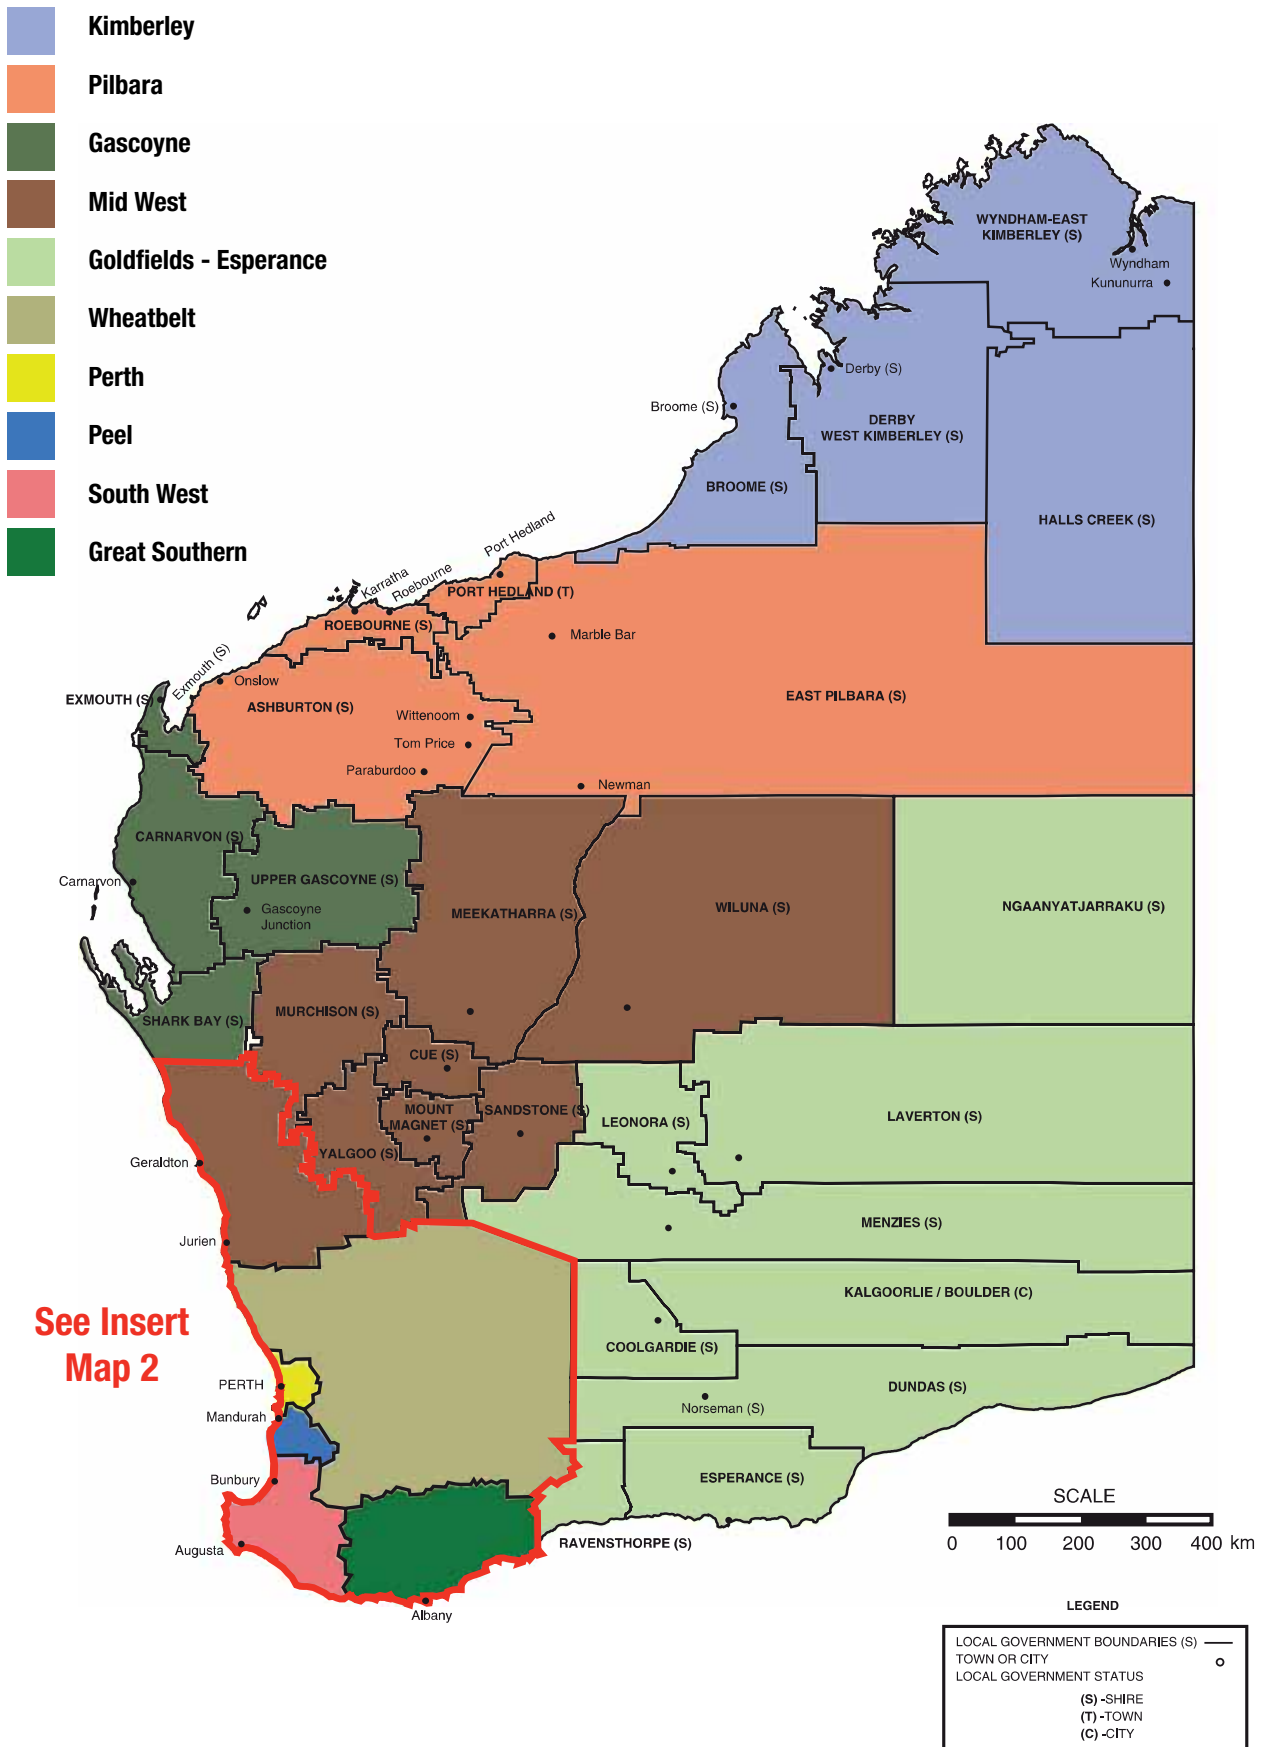 Kimberley
Pilbara
Gascoyne
Mid West
Goldfields - Esperance
Wheatbelt
Perth
Peel
South West
Great Southern
WYNDHAM-EAST
KIMBERLEY (S)
Wyndham
Kununurra
Derby (S)
Broome (S)
DERBY
WEST KIMBERLEY (S)
BROOME (S)
HALLS CREEK (S)
Port Hedland
Karratha
Roebourne
PORT HEDLAND (T)
ROEBOURNE (S)
Marble Bar
Exmouth (S)
Onslow
EXMOUTH (S)
ASHBURTON (S)
EAST PILBARA (S)
Wittenoom
Tom Price
Paraburdoo
Newman
CARNARVON (S)
Carnarvon
UPPER GASCOYNE (S)
Gascoyne
Junction
MEEKATHARRA (S)
WILUNA (S)
NGAANYATJARRAKU (S)
SHARK BAY (S)
MURCHISON (S)
CUE (S)
MOUNT
MAGNET (S)
SANDSTONE (S)
LEONORA (S)
LAVERTON (S)
YALGOO (S)
Geraldton
MENZIES (S)
Jurien
KALGOORLIE / BOULDER (C)
See Insert
Map 2
COOLGARDIE (S)
PERTH
DUNDAS (S)
Mandurah
Norseman (S)
Bunbury
ESPERANCE (S)
Augusta
RAVENSTHORPE (S)
Albany
SCALE
0 100 200 300 400 km
LEGEND
LOCAL GOVERNMENT BOUNDARIES (S)
TOWN OR CITY
LOCAL GOVERNMENT STATUS
(S) -SHIRE
(T) -TOWN
(C) -CITY